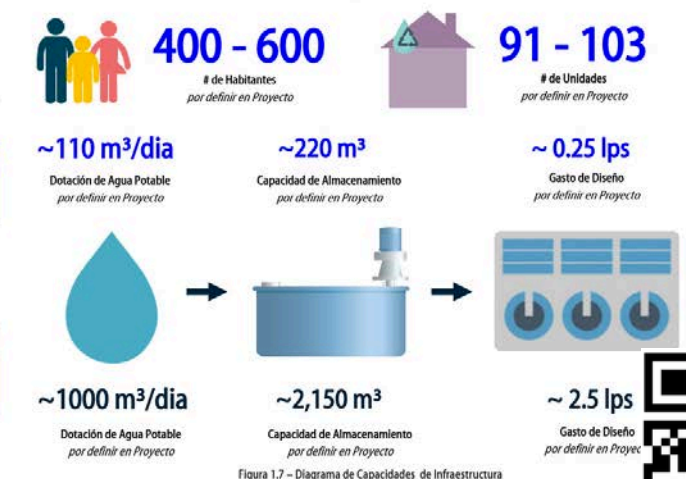 400 - 600
# de Habitantes
por definir en Proyecto
91 - 103
# de Unidades
por definir en Proyecto
~110 m³/dia
Dotación de Agua Potable
por definir en Proyecto
~220 m³
Capacidad de Almacenamiento
por definir en Proyecto
~ 0.25 lps
Gasto de Diseño
por definir en Proyecto
~1000 m³/dia
Dotación de Agua Potable
por definir en Proyecto
~2,150 m³
Capacidad de Almacenamiento
por definir en Proyecto
~ 2.5 lps
Gasto de Diseño
por definir en Proyec
Figura 1.7 – Diagrama de Capacidades de Infraestructura